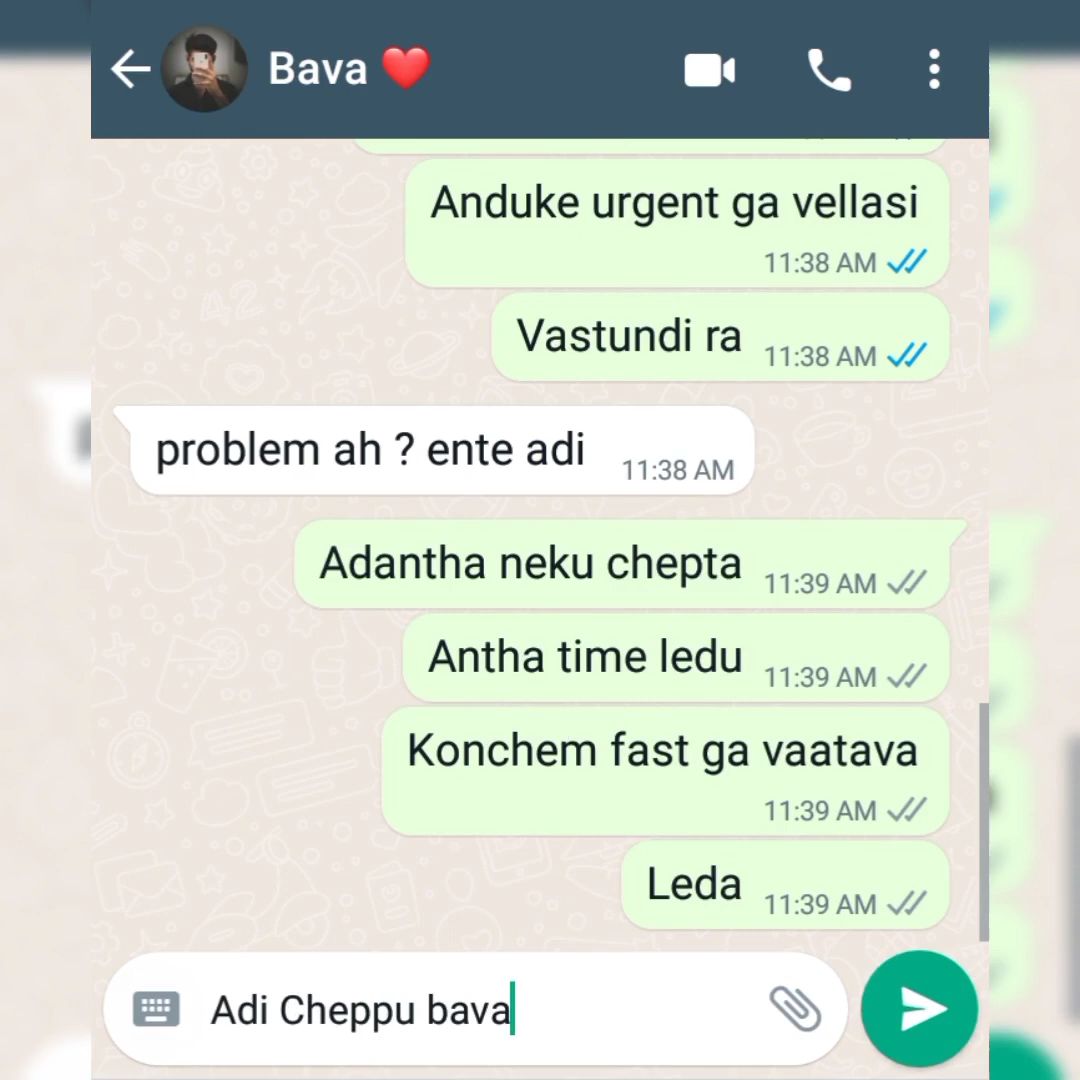 Bava ❤️
Anduke urgent ga vellasi
11:38 AM
Vastundi ra
11:38 AM
problem ah ? ente adi
11:38 AM
Adantha neku chepta
11:39 AM
Antha time ledu
11:39 AM
Konchem fast ga vaatava
11:39 AM
Leda
11:39 AM
Adi Cheppu bava